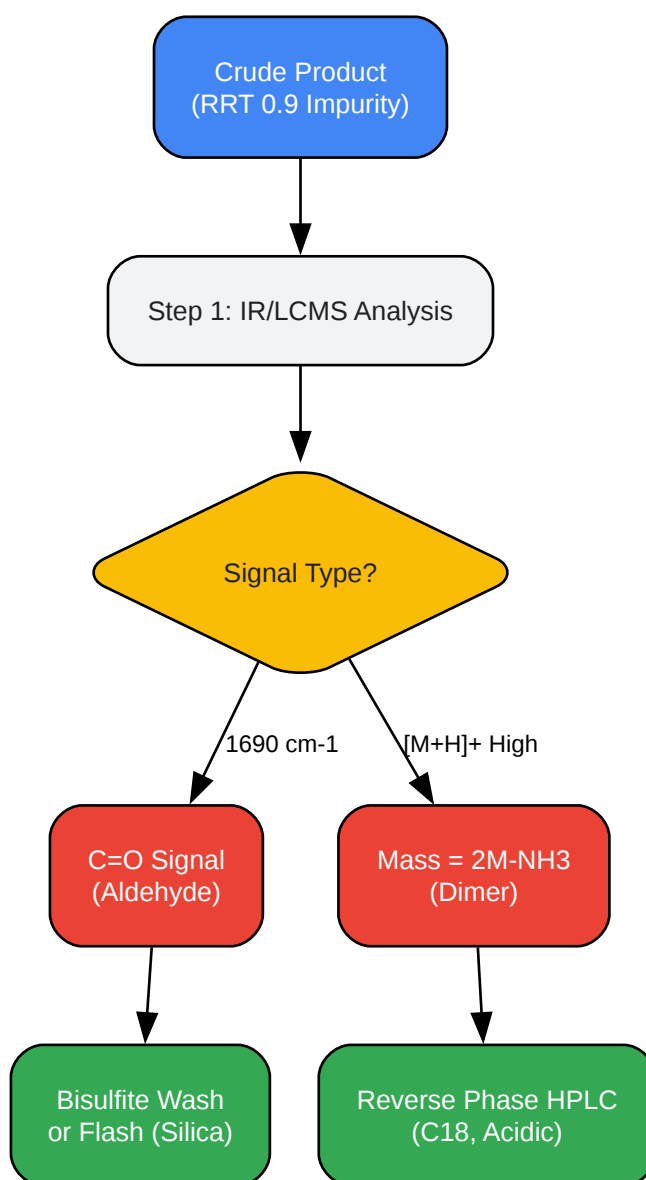 Crude Product
(RRT 0.9 Impurity)
Step 1: IR/LCMS Analysis
Signal Type?
1690 cm-1
[M+H]+ High
C=O Signal
(Aldehyde)
Mass = 2M-NH3
(Dimer)
Bisulfite Wash
or Flash (Silica)
Reverse Phase HPLC
(C18, Acidic)